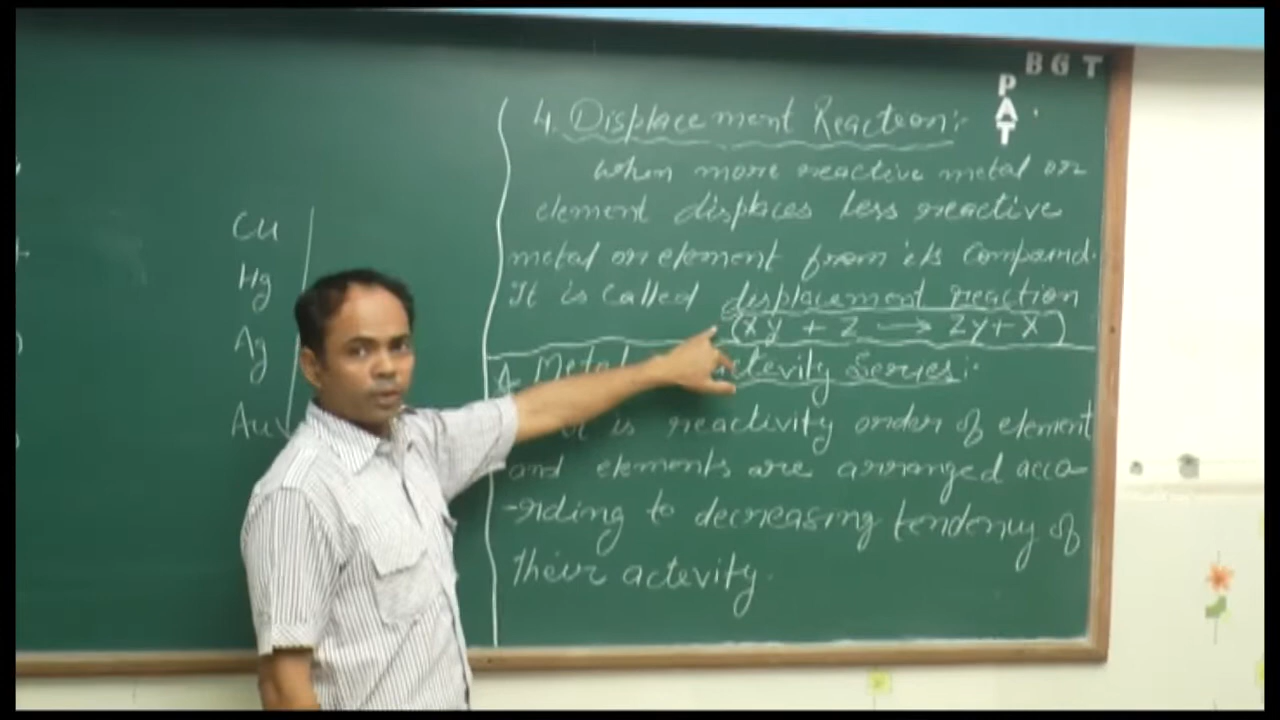 BGT
PAT
Cu
Hg
Ag
Au
4. Displacement Reaction:-
When more reactive metal or
element displaces less reactive
metal or element from its compound.
It is called displacement reaction
(XY + Z → ZY + X)
Metal activity Series:-
is reactivity order of element
and elements are arranged acco-
-rding to decreasing tendency of
their activity.